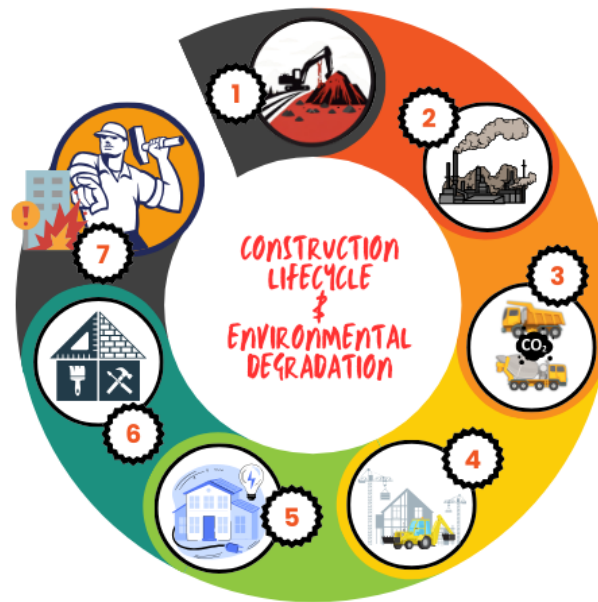 1
2
3
CO₂
4
5
6
7
!
CONSTRUCTION
LIFECYCLE
&
ENVIRONMENTAL
DEGRADATION